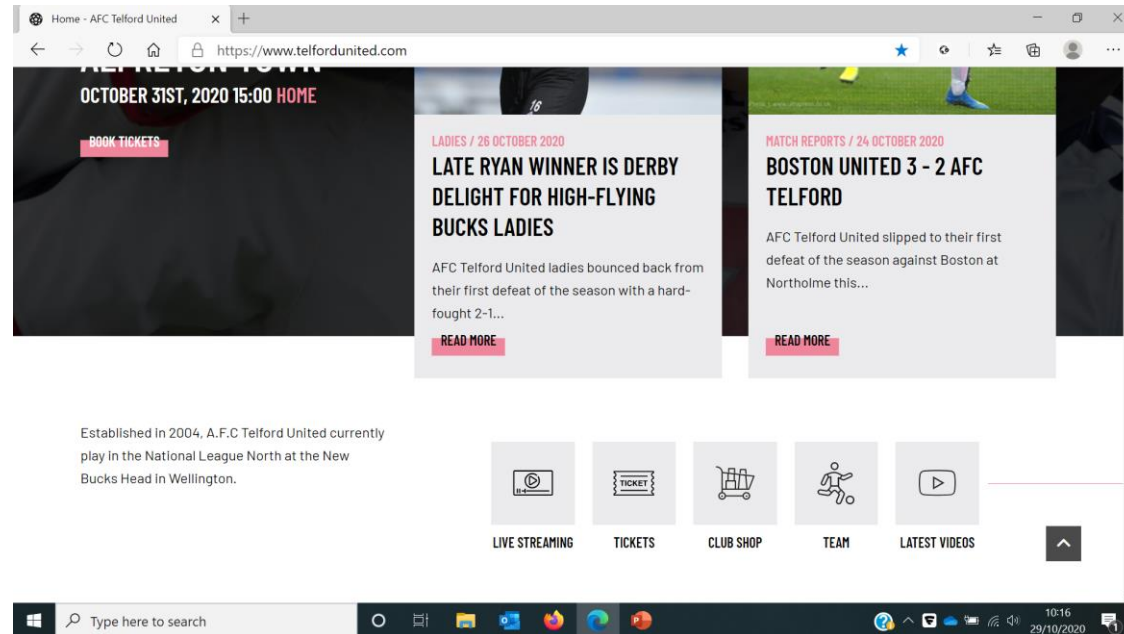 Home - AFC Telford United
https://www.telfordunited.com
ALFRETON TOWN
OCTOBER 31ST, 2020 15:00 HOME
BOOK TICKETS
16
LADIES / 26 OCTOBER 2020
LATE RYAN WINNER IS DERBY
DELIGHT FOR HIGH-FLYING
BUCKS LADIES
AFC Telford United ladies bounced back from
their first defeat of the season with a hard-
fought 2-1...
READ MORE
MATCH REPORTS / 24 OCTOBER 2020
BOSTON UNITED 3 - 2 AFC
TELFORD
AFC Telford United slipped to their first
defeat of the season against Boston at
Northolme this...
READ MORE
Established in 2004, A.F.C Telford United currently
play in the National League North at the New
Bucks Head in Wellington.
TICKET
LIVE STREAMING
TICKETS
CLUB SHOP
TEAM
LATEST VIDEOS
Type here to search
10:16
29/10/2020
1